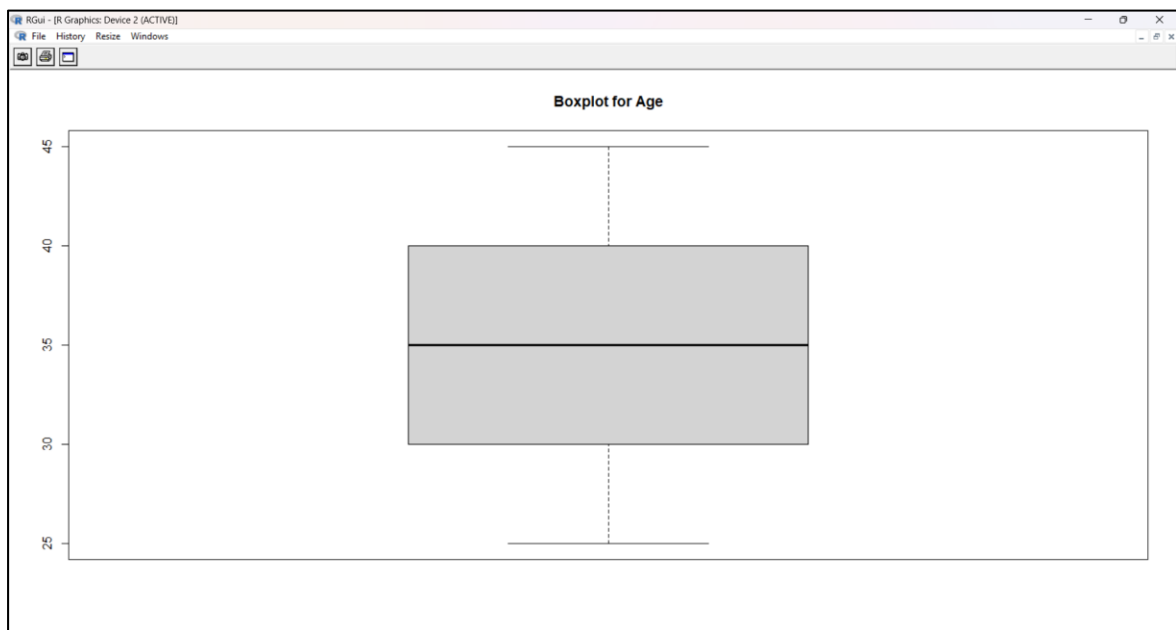 RGui - [R Graphics: Device 2 (ACTIVE)]
File History Resize Windows
Boxplot for Age
45
40
35
30
25